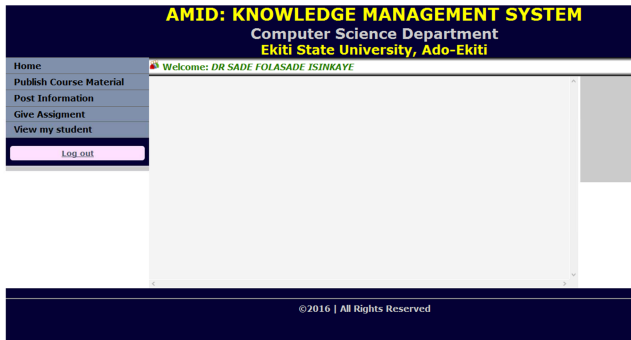 AMID: KNOWLEDGE MANAGEMENT SYSTEM
Computer Science Department
Ekiti State University, Ado-Ekiti
Home
Publish Course Material
Post Information
Give Assigment
View my student
Log out
Welcome: DR SADE FOLASADE ISINKAYE
©2016 | All Rights Reserved